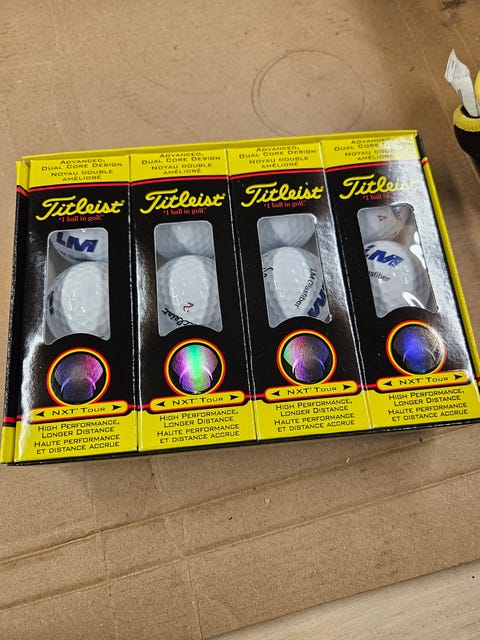 ADVANCED,
DUAL CORE DESIGN
NOYAU DOUBLE
AMÉLIORÉ
Titleist®
"1 ball in golf."
LM
NXT® TOUR
HIGH PERFORMANCE,
LONGER DISTANCE
HAUTE PERFORMANCE
ET DISTANCE ACCRUE
ADVANCED,
DUAL CORE DESIGN
NOYAU DOUBLE
AMÉLIORÉ
Titleist®
"1 ball in golf."
2
NXT® TOUR
HIGH PERFORMANCE,
LONGER DISTANCE
HAUTE PERFORMANCE
ET DISTANCE ACCRUE
ADVANCED,
DUAL CORE DESIGN
NOYAU DOUBLE
AMÉLIORÉ
Titleist®
"1 ball in golf."
LM
NXT® TOUR
HIGH PERFORMANCE,
LONGER DISTANCE
HAUTE PERFORMANCE
ET DISTANCE ACCRUE
ADVANCED,
DUAL CORE DESIGN
NOYAU DOUBLE
AMÉLIORÉ
Titleist
"1 ball in
LM
NXT® TOUR
HIGH PERFORMANCE,
LONGER DISTANCE
HAUTE PERFORMANCE
ET DISTANCE ACCRUE